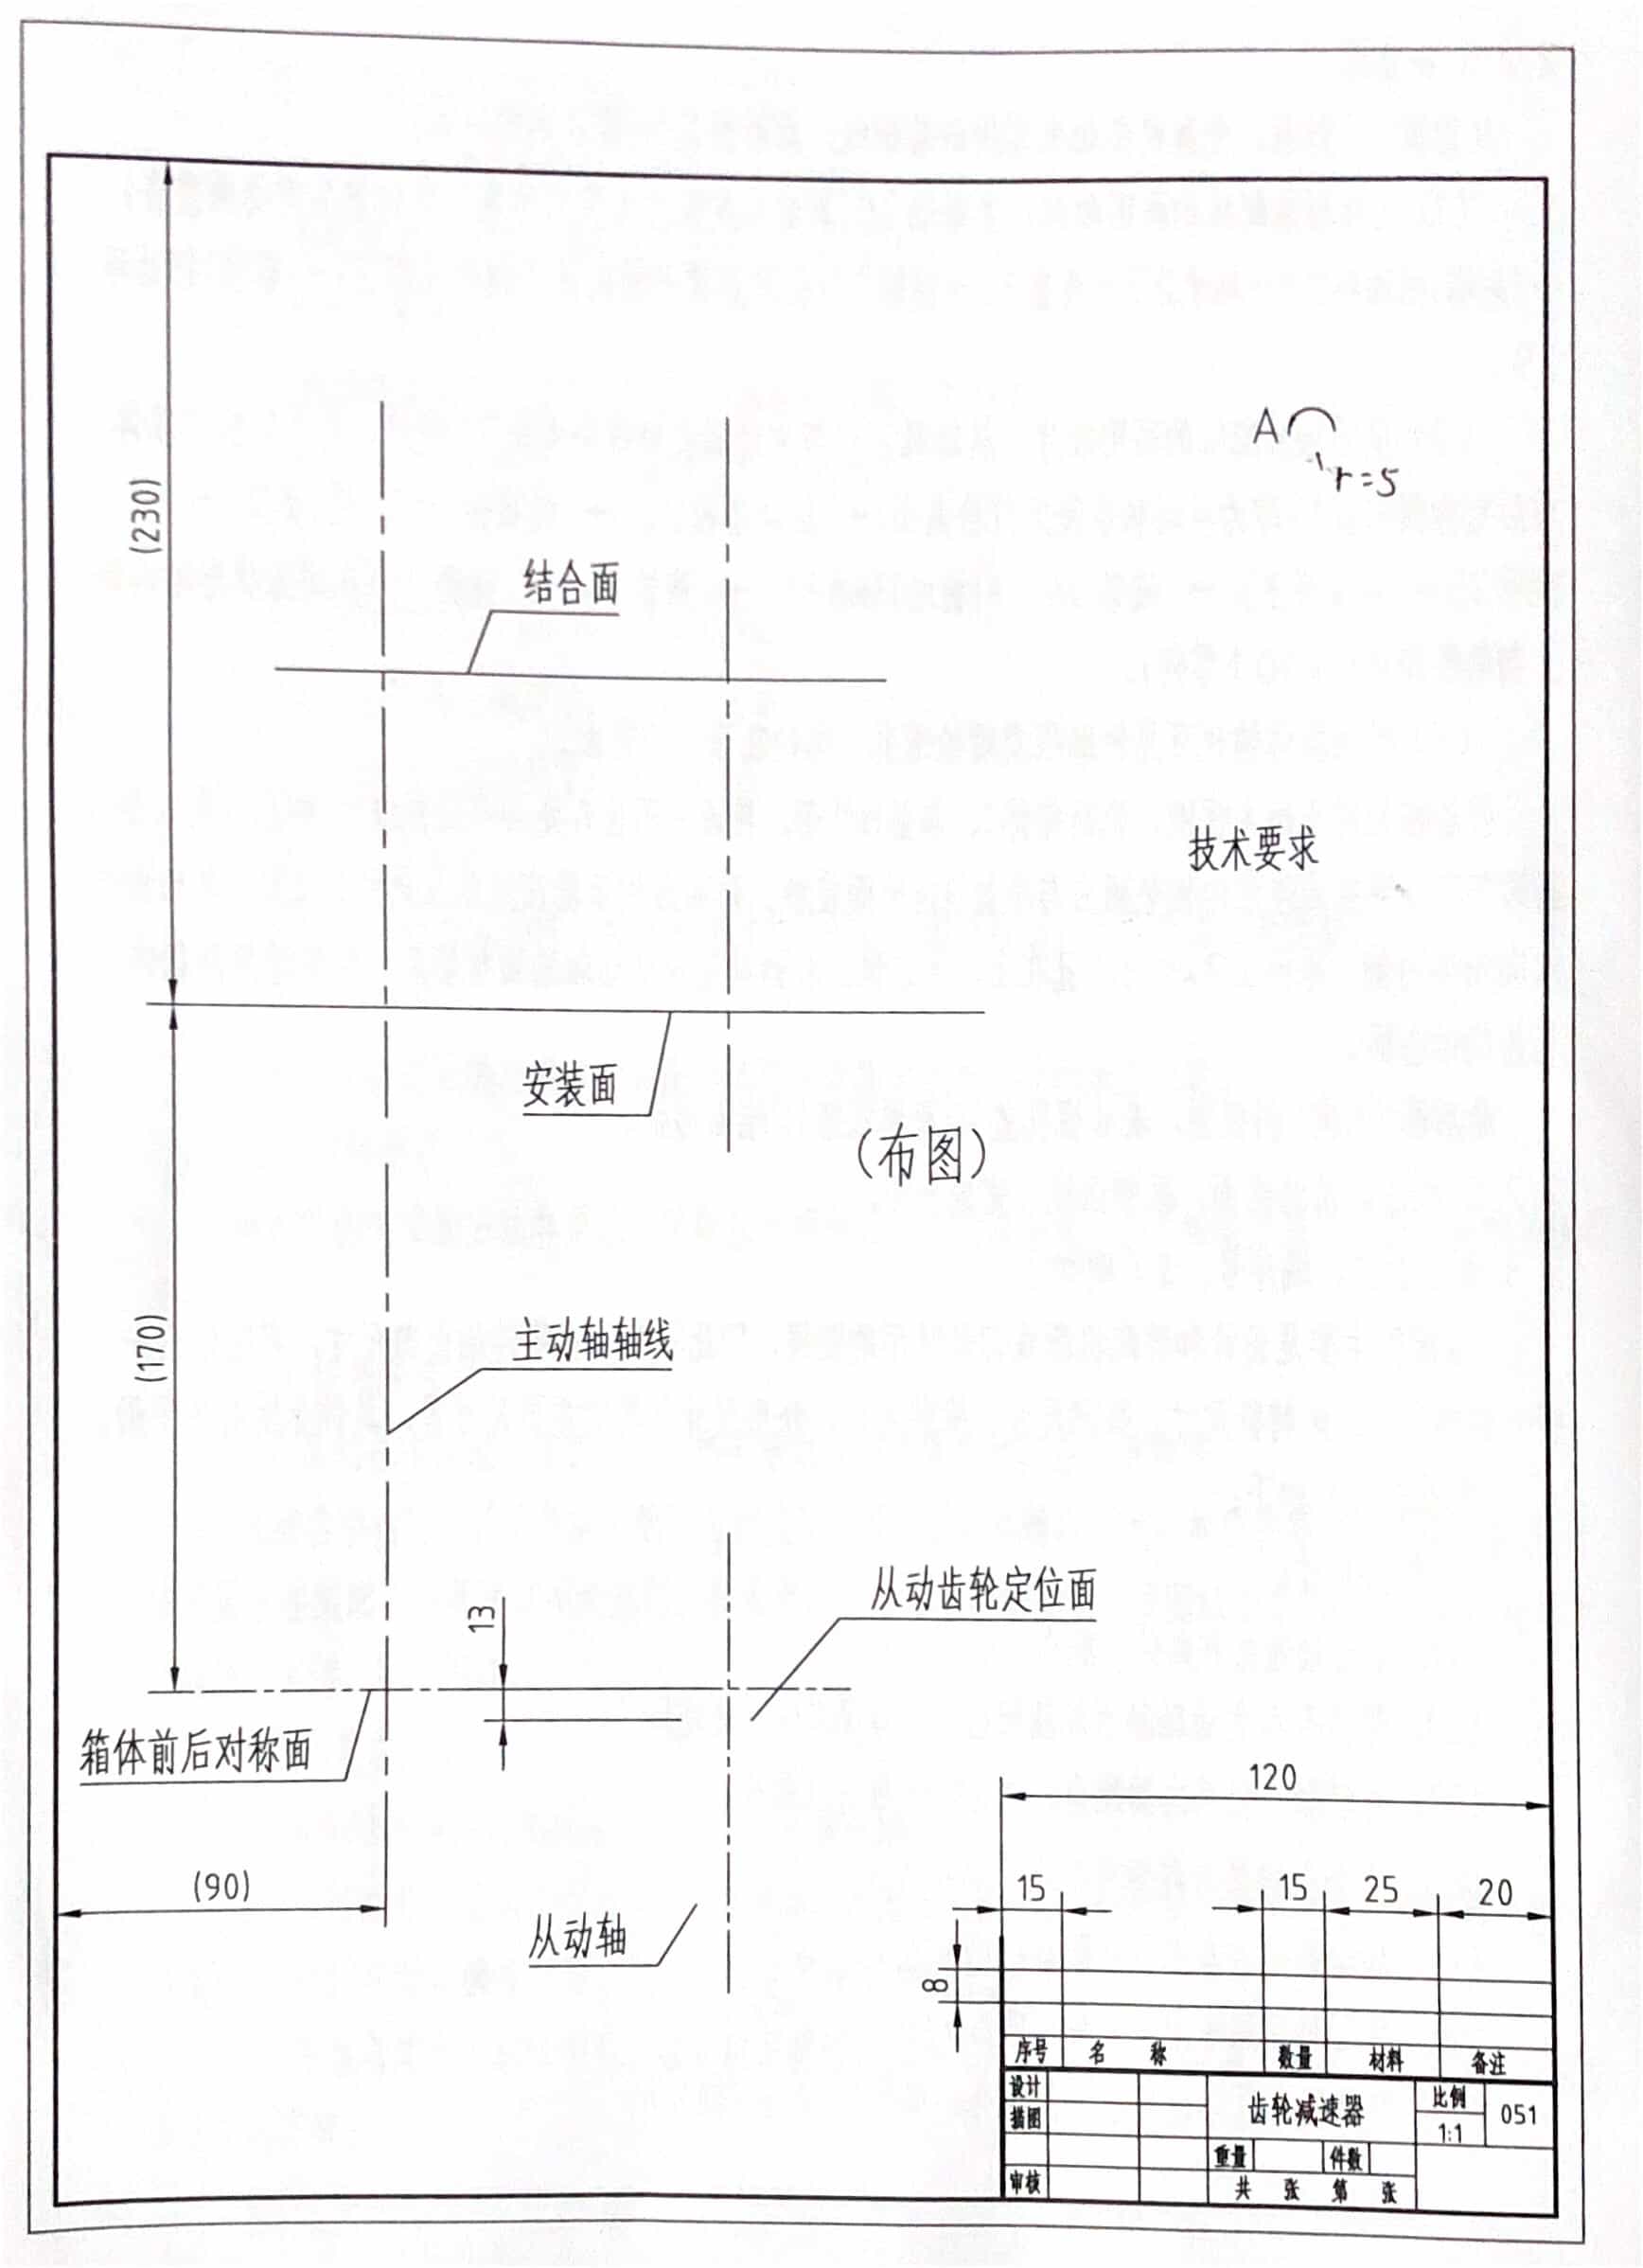 A
r=5
(230)
结合面
技术要求
安装面
(布图)
(170)
主动轴轴线
13
从动齿轮定位面
箱体前后对称面
120
(90)
15 15 25 20
从动轴
8
序号 名 称 数量 材料 备注
设计 齿轮减速器 比例 051
描图 1:1
重量 件数
审核 共 张 第 张